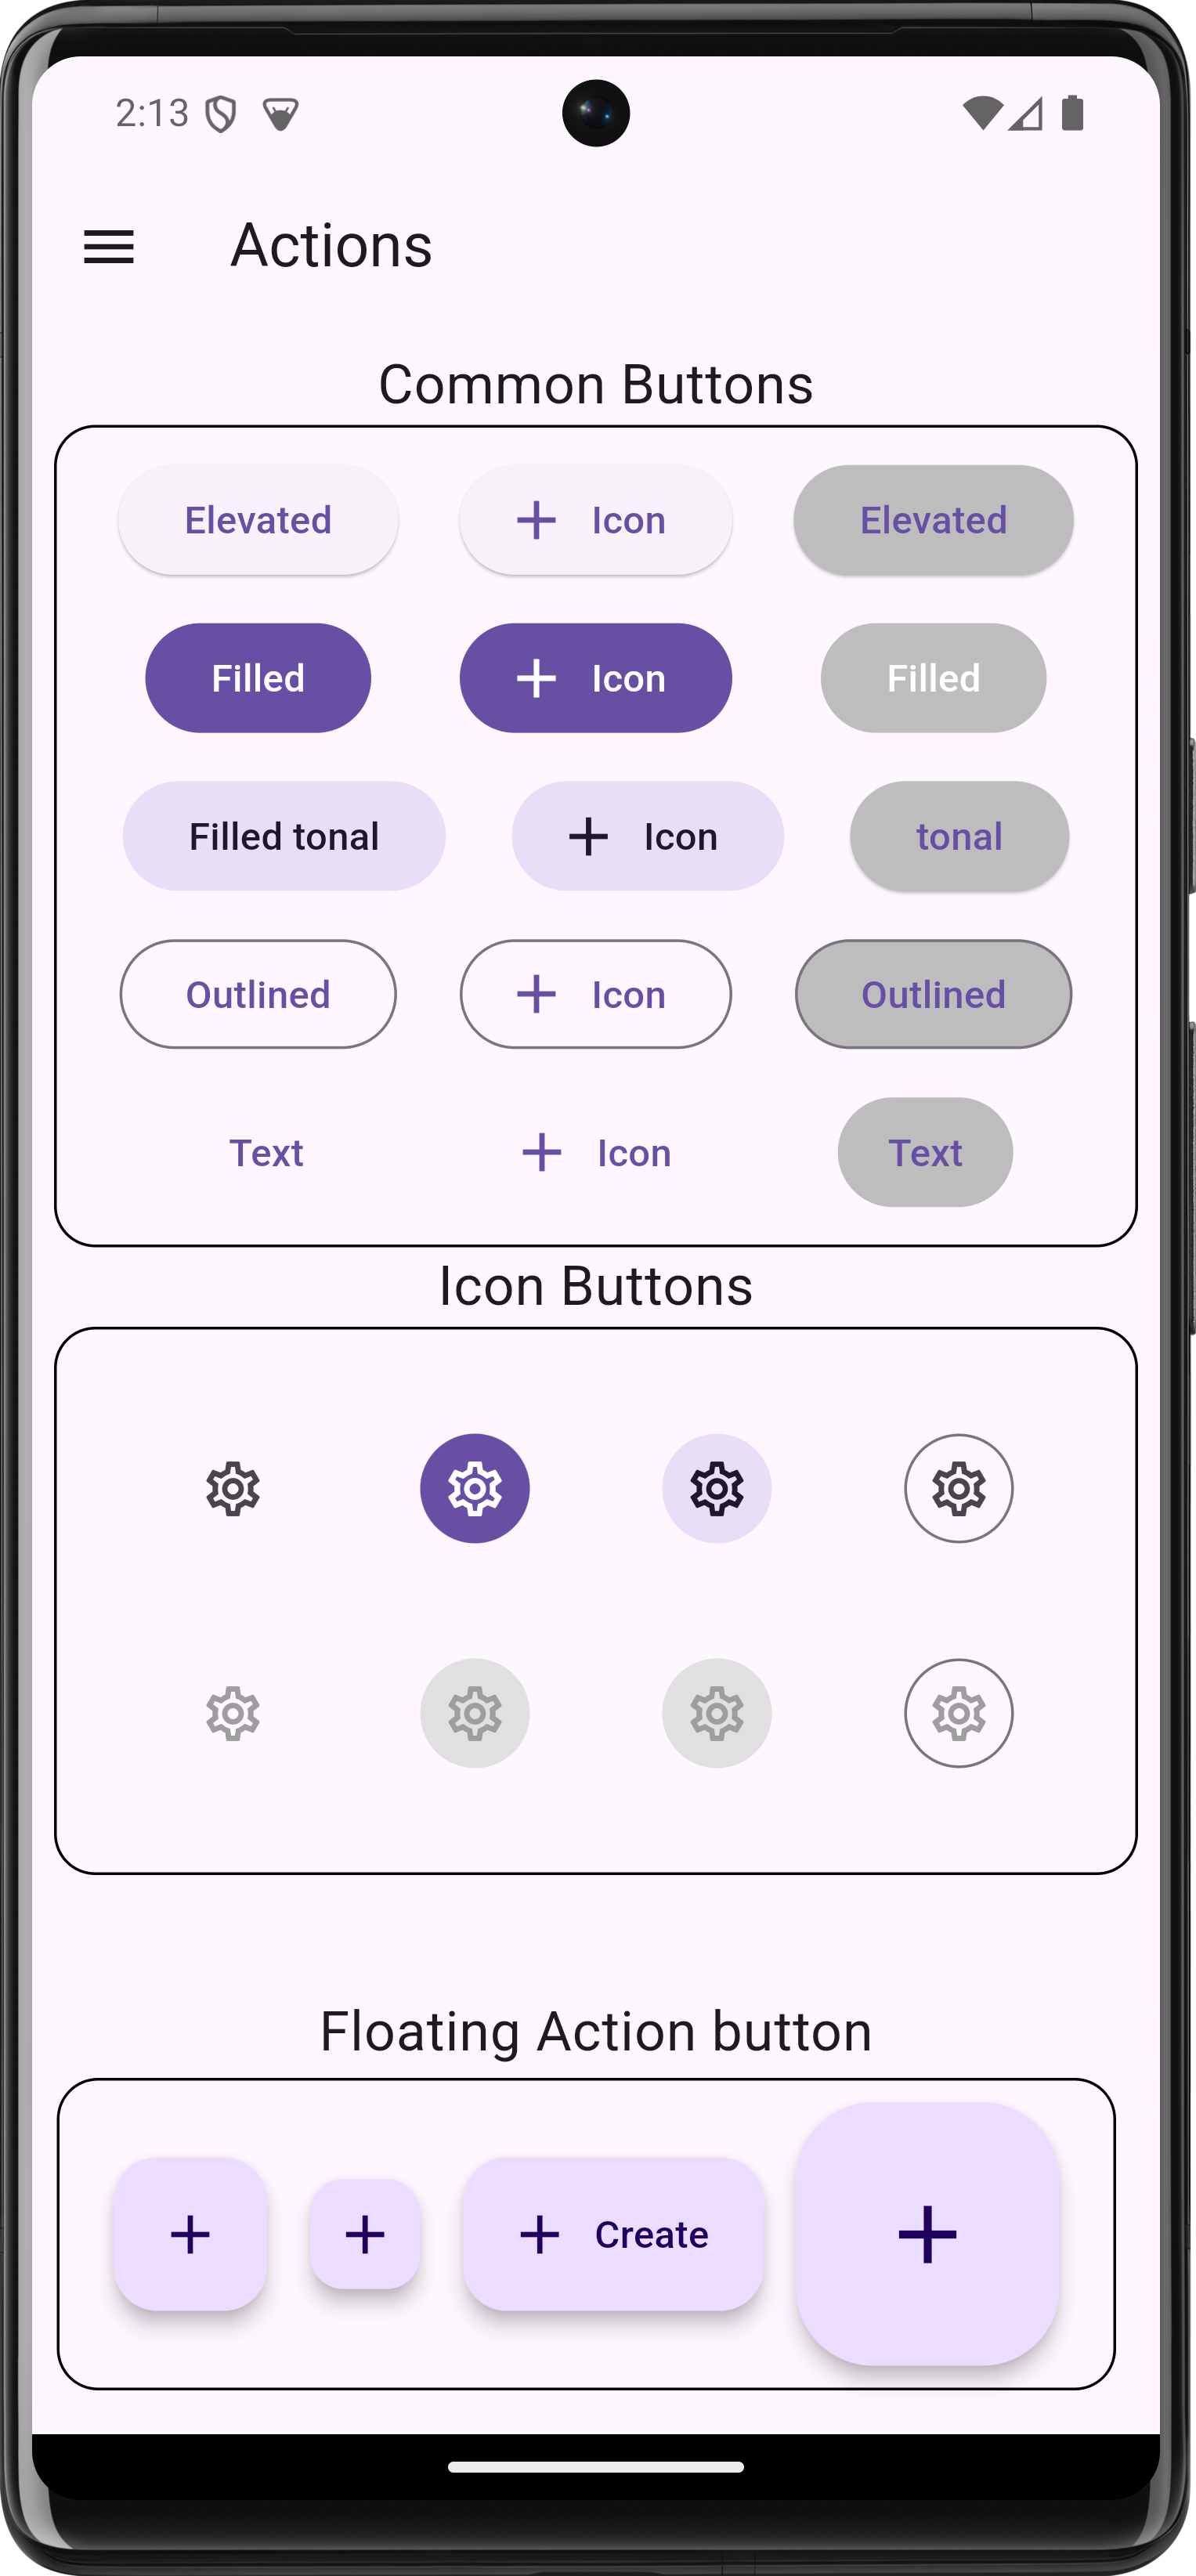 2:13
Actions
Common Buttons
Elevated Icon Elevated
Filled Icon Filled
Filled tonal Icon tonal
Outlined Icon Outlined
Text Icon Text
Icon Buttons
Floating Action button
Create